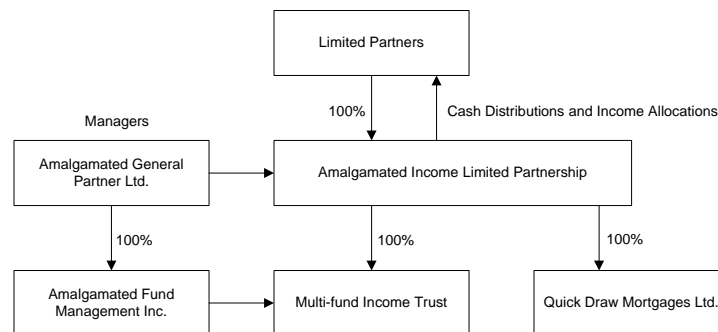 Limited Partners
100%
Cash Distributions and Income Allocations
Managers
Amalgamated General
Partner Ltd.
Amalgamated Income Limited Partnership
100%
100%
100%
Amalgamated Fund
Management Inc.
Multi-fund Income Trust
Quick Draw Mortgages Ltd.